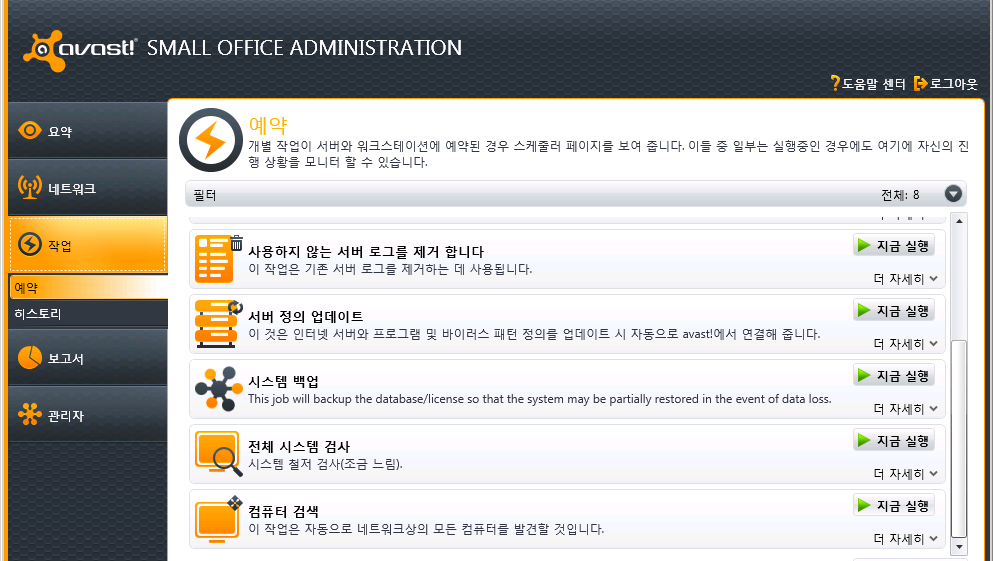 avast! SMALL OFFICE ADMINISTRATION
도움말 센터 로그아웃
요약
네트워크
작업
예약
히스토리
보고서
관리자
예약
개별 작업이 서버와 워크스테이션에 예약된 경우 스케줄러 페이지를 보여 줍니다. 이들 중 일부는 실행중인 경우에도 여기에 자신의 진
행 상황을 모니터 할 수 있습니다.
필터 전체: 8
사용하지 않는 서버 로그를 제거 합니다
지금 실행
이 작업은 기존 서버 로그를 제거하는 데 사용됩니다.
더 자세히
서버 정의 업데이트
지금 실행
이 것은 인터넷 서버와 프로그램 및 바이러스 패턴 정의를 업데이트 시 자동으로 avast!에서 연결해 줍니다.
더 자세히
시스템 백업
지금 실행
This job will backup the database/license so that the system may be partially restored in the event of data loss.
더 자세히
전체 시스템 검사
지금 실행
시스템 철저 검사(조금 느림).
더 자세히
컴퓨터 검색
지금 실행
이 작업은 자동으로 네트워크상의 모든 컴퓨터를 발견할 것입니다.
더 자세히